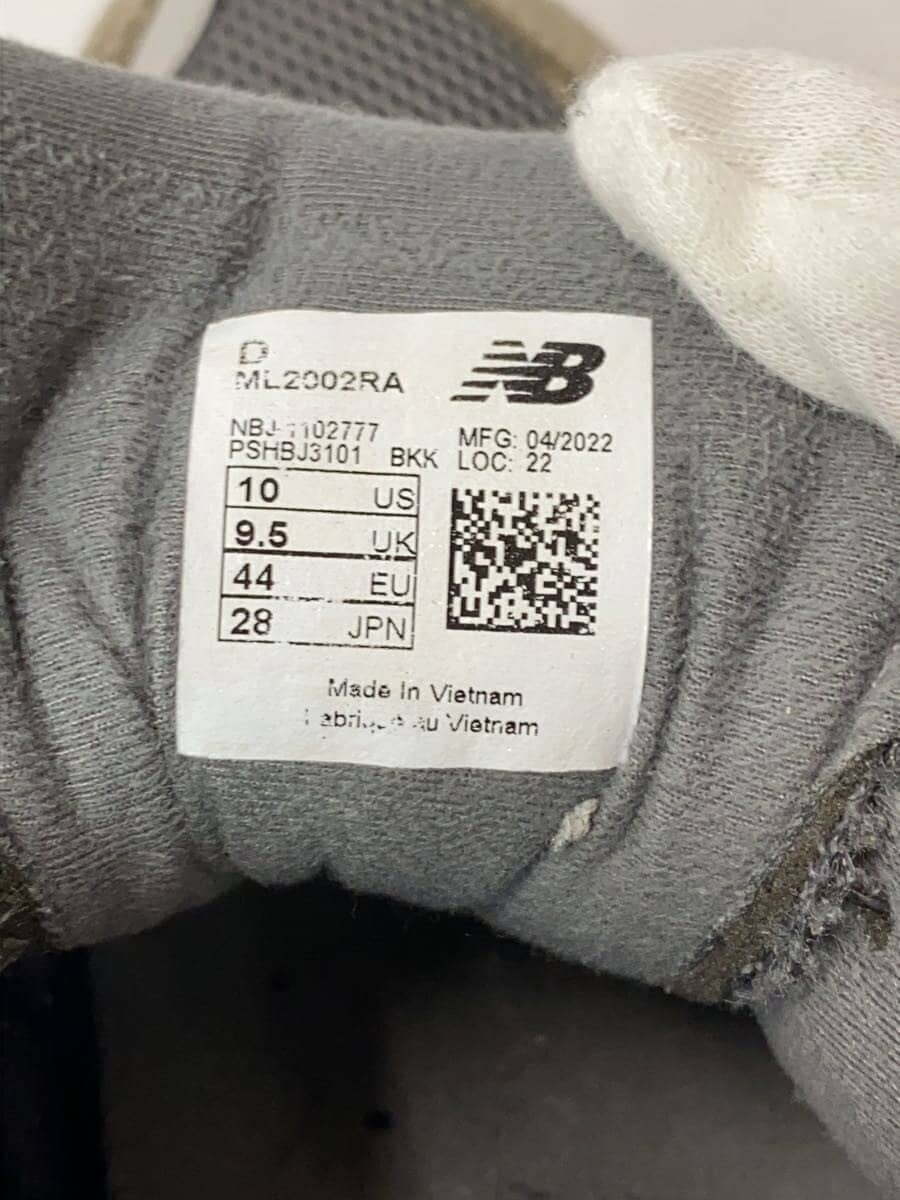 D
ML2002RA
NB
NBJ-1102777
PSHBJ3101 BKK
MFG: 04/2022
LOC: 22
10 US
9.5 UK
44 EU
28 JPN
Made In Vietnam
au Vietnam